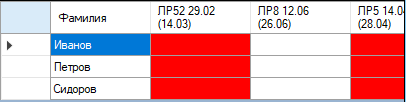 Фамилия ЛР52 29.02 ЛР8 12.06 ЛР5 14.04
(14.03) (26.06) (28.04)
Иванов
Петров
Сидоров